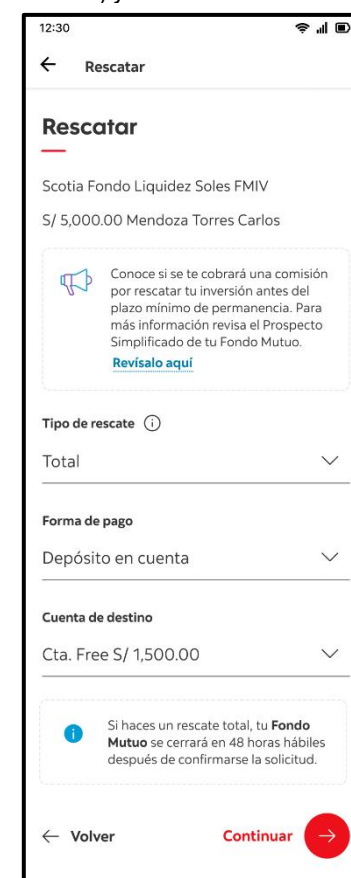 12:30
Rescatar
Rescatar
Scotia Fondo Liquidez Soles FMIV
S/ 5,000.00 Mendoza Torres Carlos
Conoce si se te cobrará una comisión
por rescatar tu inversión antes del
plazo mínimo de permanencia. Para
más información revisa el Prospecto
Simplificado de tu Fondo Mutuo.
Revísalo aquí
Tipo de rescate
Total
Forma de pago
Depósito en cuenta
Cuenta de destino
Cta. Free S/ 1,500.00
Si haces un rescate total, tu Fondo
Mutuo se cerrará en 48 horas hábiles
después de confirmarse la solicitud.
Volver Continuar